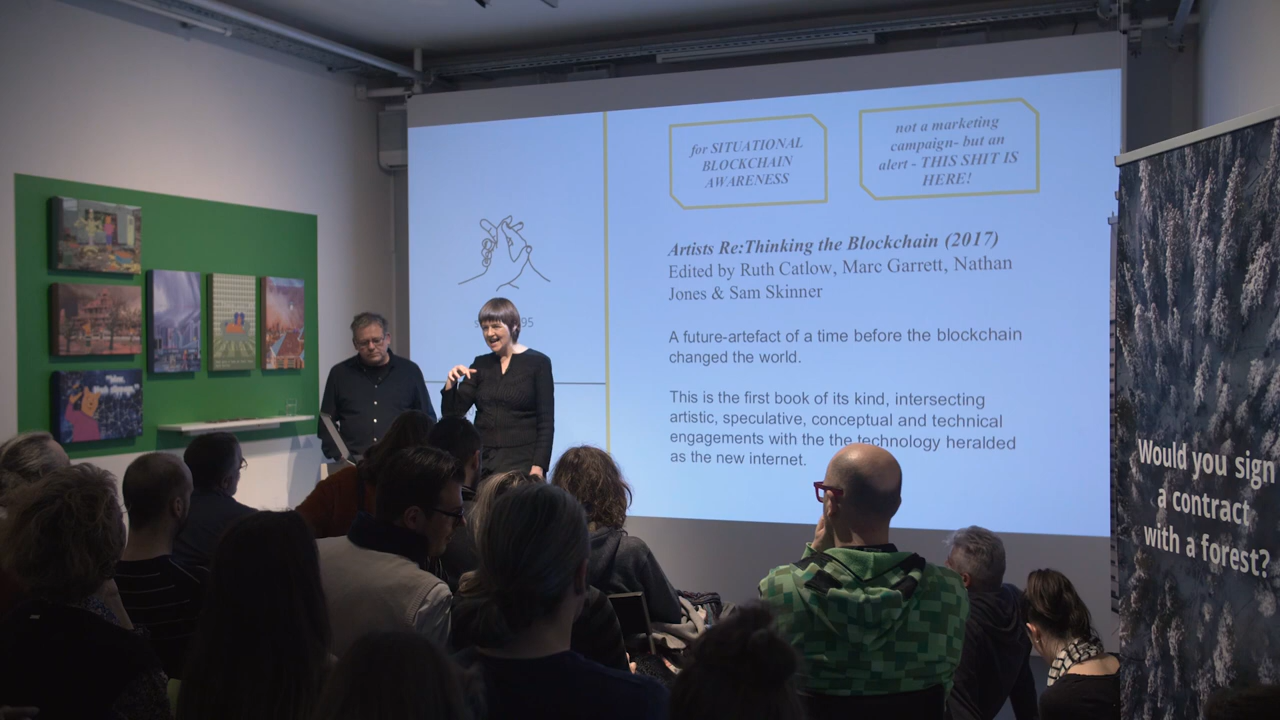 for SITUATIONAL
BLOCKCHAIN
AWARENESS
not a marketing
campaign- but an
alert - THIS SHIT IS
HERE!
Artists Re:Thinking the Blockchain (2017)
Edited by Ruth Catlow, Marc Garrett, Nathan
Jones & Sam Skinner
A future-artefact of a time before the blockchain
changed the world.
This is the first book of its kind, intersecting
artistic, speculative, conceptual and technical
engagements with the the technology heralded
as the new internet.
Would you sign
a contract
with a forest?